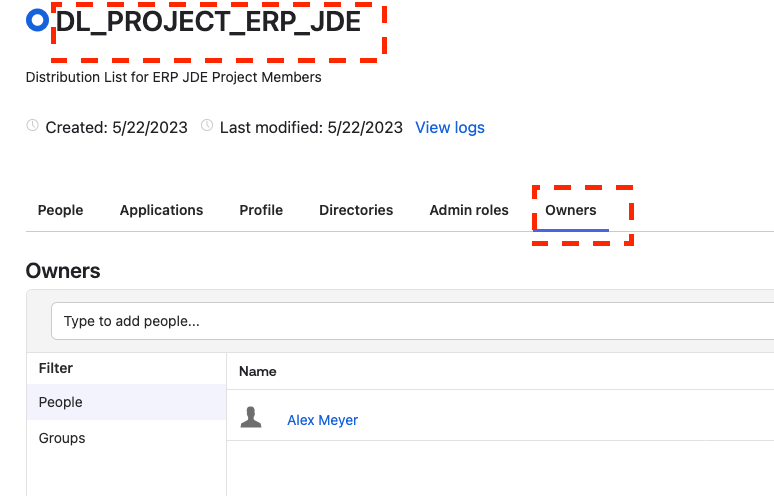 DL_PROJECT_ERP_JDE
Distribution List for ERP JDE Project Members
Created: 5/22/2023 Last modified: 5/22/2023 View logs
People Applications Profile Directories Admin roles Owners
Owners
Type to add people...
Filter Name
People
Alex Meyer
Groups